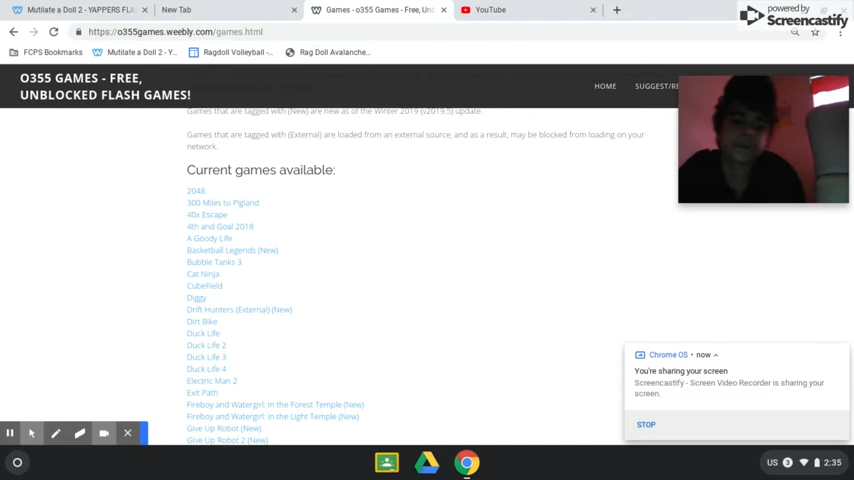 Mutilate a Doll 2 - YAPPERS FLA
New Tab
Games - o355 Games - Free, Un
YouTube
powered by
Screencastify
https://o355games.weebly.com/games.html
FCPS Bookmarks
Mutilate a Doll 2 - Y...
Ragdoll Volleyball -...
Rag Doll Avalanche...
O355 GAMES - FREE,
UNBLOCKED FLASH GAMES!
HOME
SUGGEST/RE
Games that are tagged with (New) are new as of the Winter 2019 (v2019.5) update.
Games that are tagged with (External) are loaded from an external source, and as a result, may be blocked from loading on your
network.
Current games available:
2048
300 Miles to Pigland
40x Escape
4th and Goal 2018
A Goody Life
Basketball Legends (New)
Bubble Tanks 3
Cat Ninja
CubeField
Diggy
Drift Hunters (External) (New)
Dirt Bike
Duck Life
Duck Life 2
Duck Life 3
Duck Life 4
Electric Man 2
Exit Path
Fireboy and Watergirl: In the Forest Temple (New)
Fireboy and Watergirl: In the Light Temple (New)
Give Up Robot (New)
Give Up Robot 2 (New)
Chrome OS • now
You're sharing your screen
Screencastify - Screen Video Recorder is sharing your
screen.
STOP
US 3 2:35